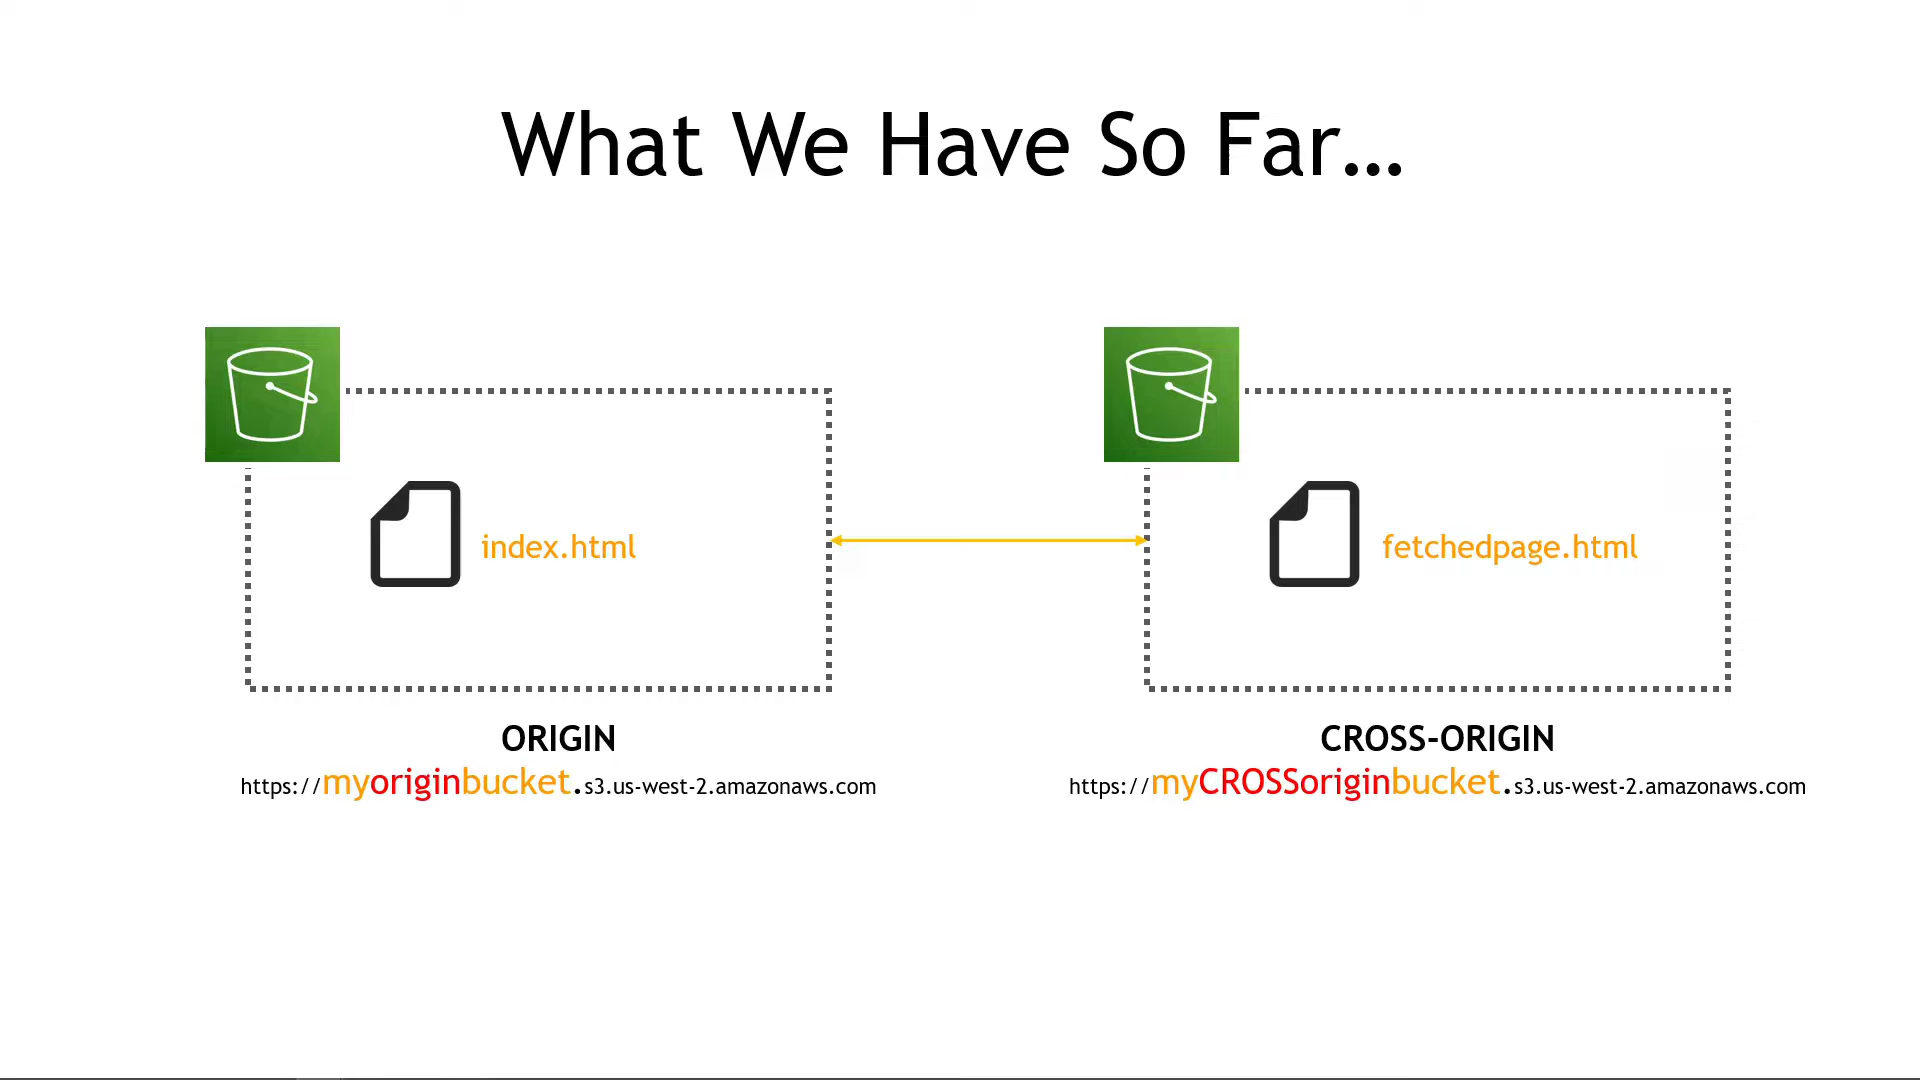 What We Have So Far...
index.html
fetchedpage.html
ORIGIN
https://myoriginbucket.s3.us-west-2.amazonaws.com
CROSS-ORIGIN
https://myCROSSoriginbucket.s3.us-west-2.amazonaws.com